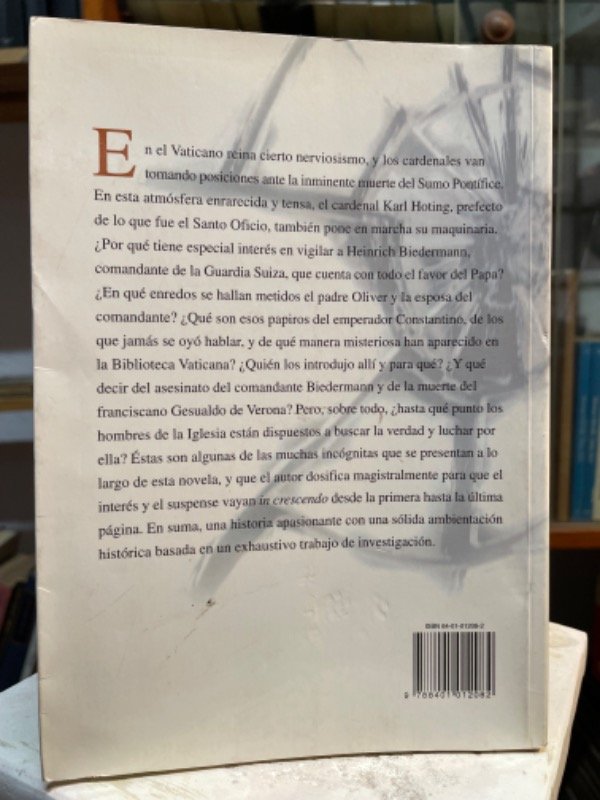 En el Vaticano reina cierto nerviosismo, y los cardenales van
tomando posiciones ante la inminente muerte del Sumo Pontífice.
En esta atmósfera enrarecida y tensa, el cardenal Karl Hoting, prefecto
de lo que fue el Santo Oficio, también pone en marcha su maquinaria.
¿Por qué tiene especial interés en vigilar a Heinrich Biedermann,
comandante de la Guardia Suiza, que cuenta con todo el favor del Papa?
¿En qué enredos se hallan metidos el padre Oliver y la esposa del
comandante? ¿Qué son esos papiros del emperador Constantino, de los
que jamás se oyó hablar, y de qué manera misteriosa han aparecido en
la Biblioteca Vaticana? ¿Quién los introdujo allí y para qué? ¿Y qué
decir del asesinato del comandante Biedermann y de la muerte del
franciscano Gesualdo de Verona? Pero, sobre todo, ¿hasta qué punto los
hombres de la Iglesia están dispuestos a buscar la verdad y luchar por
ella? Éstas son algunas de las muchas incógnitas que se presentan a lo
largo de esta novela, y que el autor dosifica magistralmente para que el
interés y el suspense vayan in crescendo desde la primera hasta la última
página. En suma, una historia apasionante con una sólida ambientación
histórica basada en un exhaustivo trabajo de investigación.
ISBN 84-01-01208-2
9 788401 012082